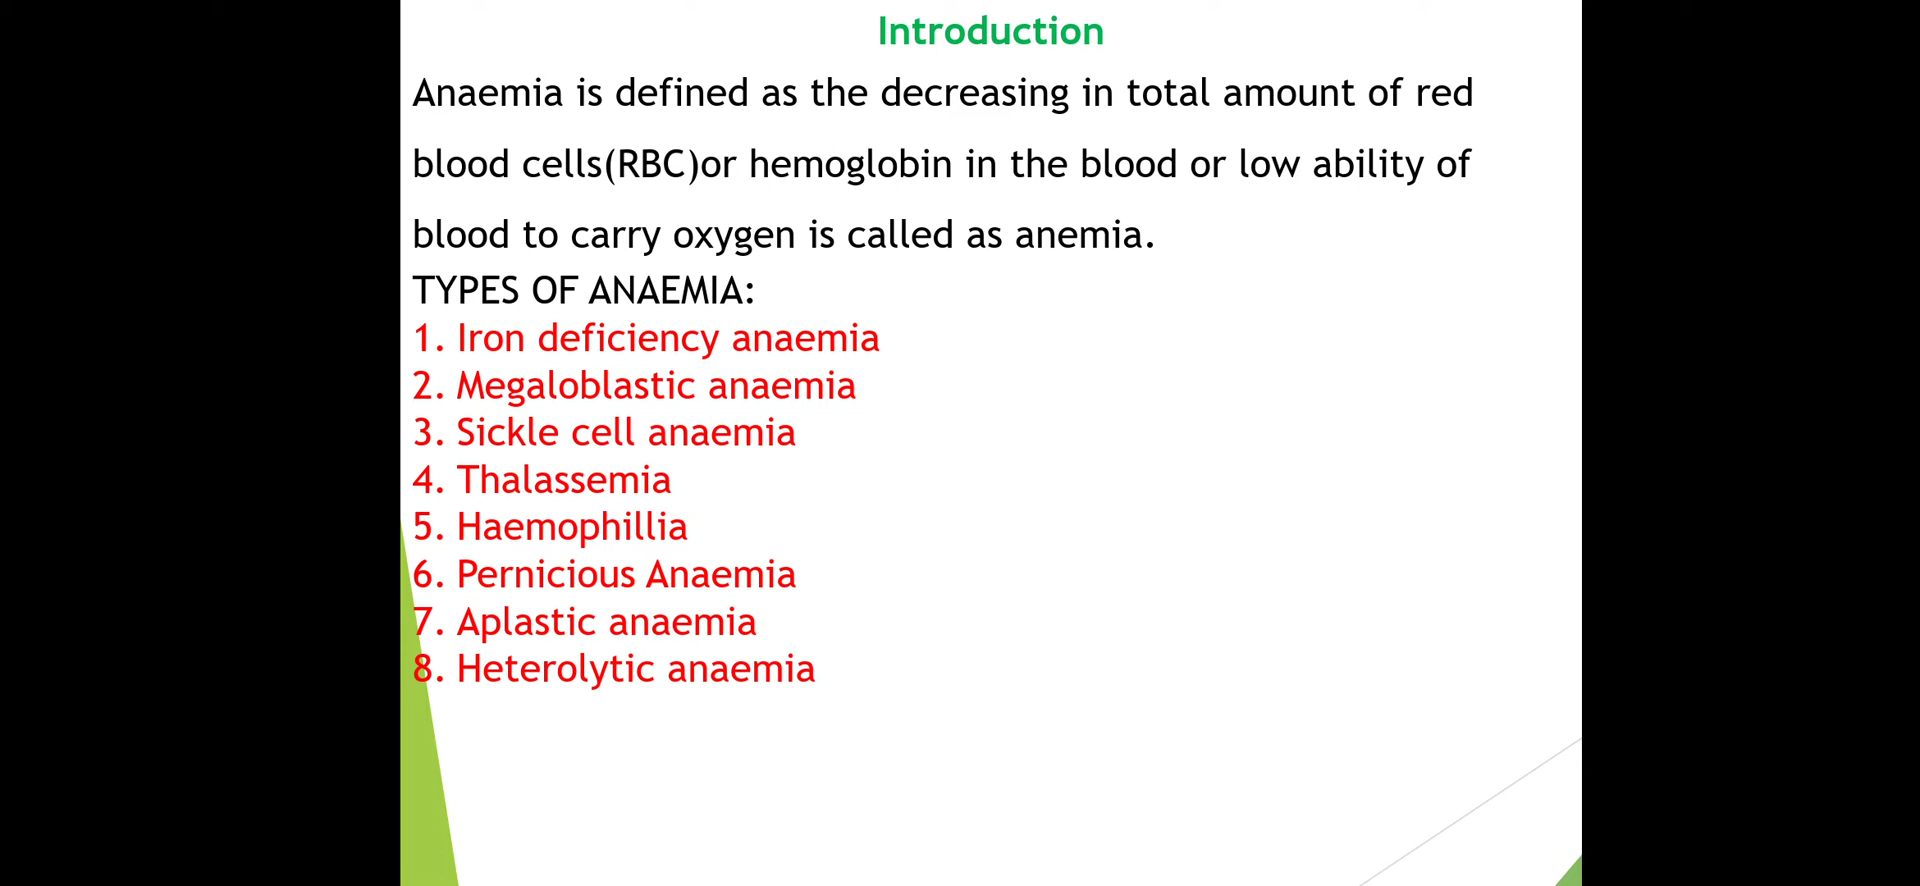 Introduction
Anaemia is defined as the decreasing in total amount of red
blood cells(RBC)or hemoglobin in the blood or low ability of
blood to carry oxygen is called as anemia.
TYPES OF ANAEMIA:
1. Iron deficiency anaemia
2. Megaloblastic anaemia
3. Sickle cell anaemia
4. Thalassemia
5. Haemophillia
6. Pernicious Anaemia
7. Aplastic anaemia
8. Heterolytic anaemia